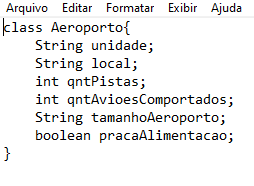 Arquivo Editar Formatar Exibir Ajuda
class Aeroporto{
    String unidade;
    String local;
    int qntPistas;
    int qntAvioesComportados;
    String tamanhoAeroporto;
    boolean pracaAlimentacao;
}